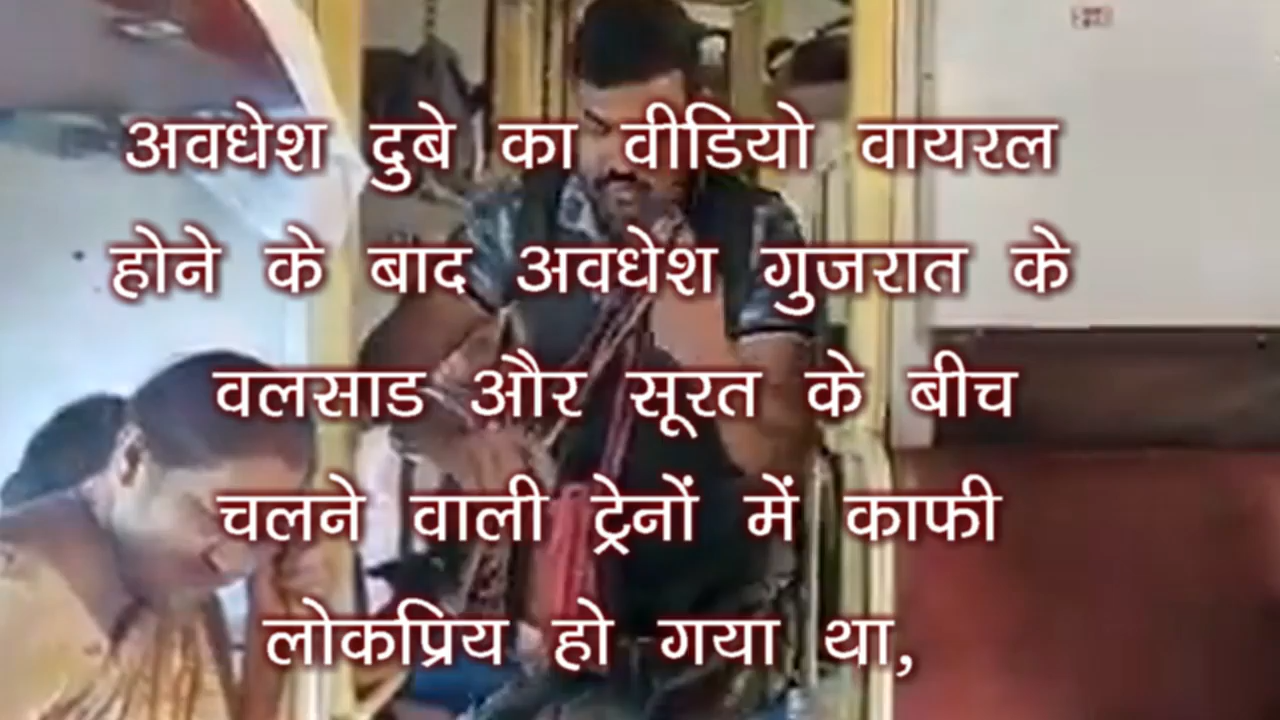 अवधेश दुबे का वीडियो वायरल
होने के बाद अवधेश गुजरात के
वलसाड और सूरत के बीच
चलने वाली ट्रेनों में काफी
लोकप्रिय हो गया था,